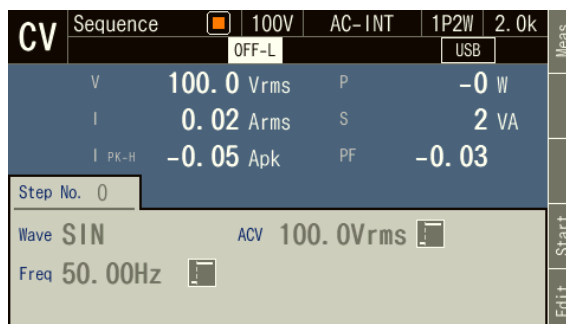 CV Sequence 100V AC-INT 1P2W 2.0k
OFF-L USB
Meas
V 100.0 Vrms P -0 W
I 0.02 Arms S 2 VA
I PK-H -0.05 Apk PF -0.03
Step No. 0
Wave SIN ACV 100.0Vrms
Freq 50.00Hz
Start
Edit